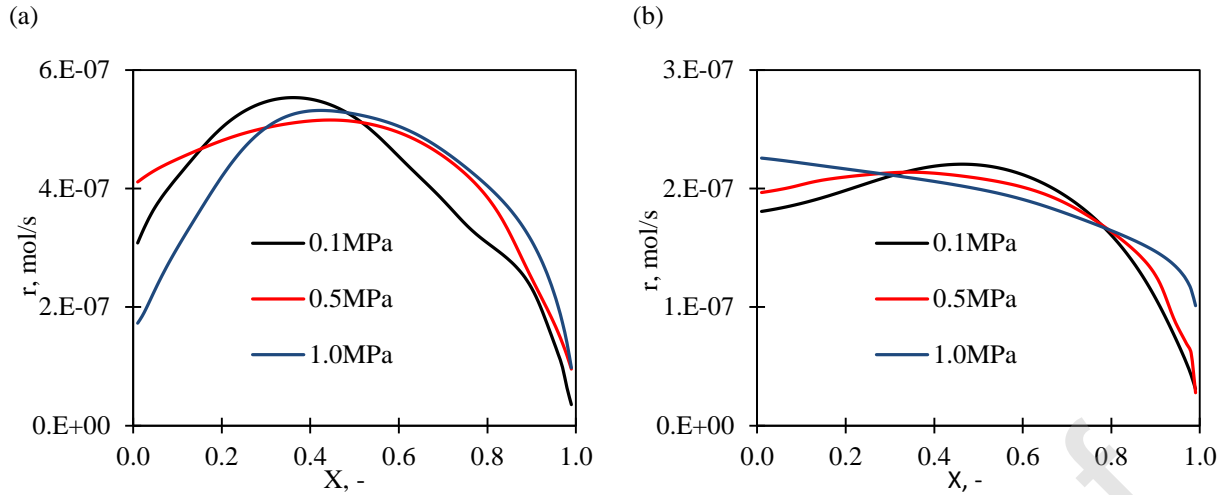 (a)
6.E-07
4.E-07
2.E-07
0.E+00
r, mol/s
0.1MPa
0.5MPa
1.0MPa
0.0 0.2 0.4 0.6 0.8 1.0
X, -
(b)
3.E-07
2.E-07
1.E-07
0.E+00
r, mol/s
0.1MPa
0.5MPa
1.0MPa
0.0 0.2 0.4 0.6 0.8 1.0
X, -